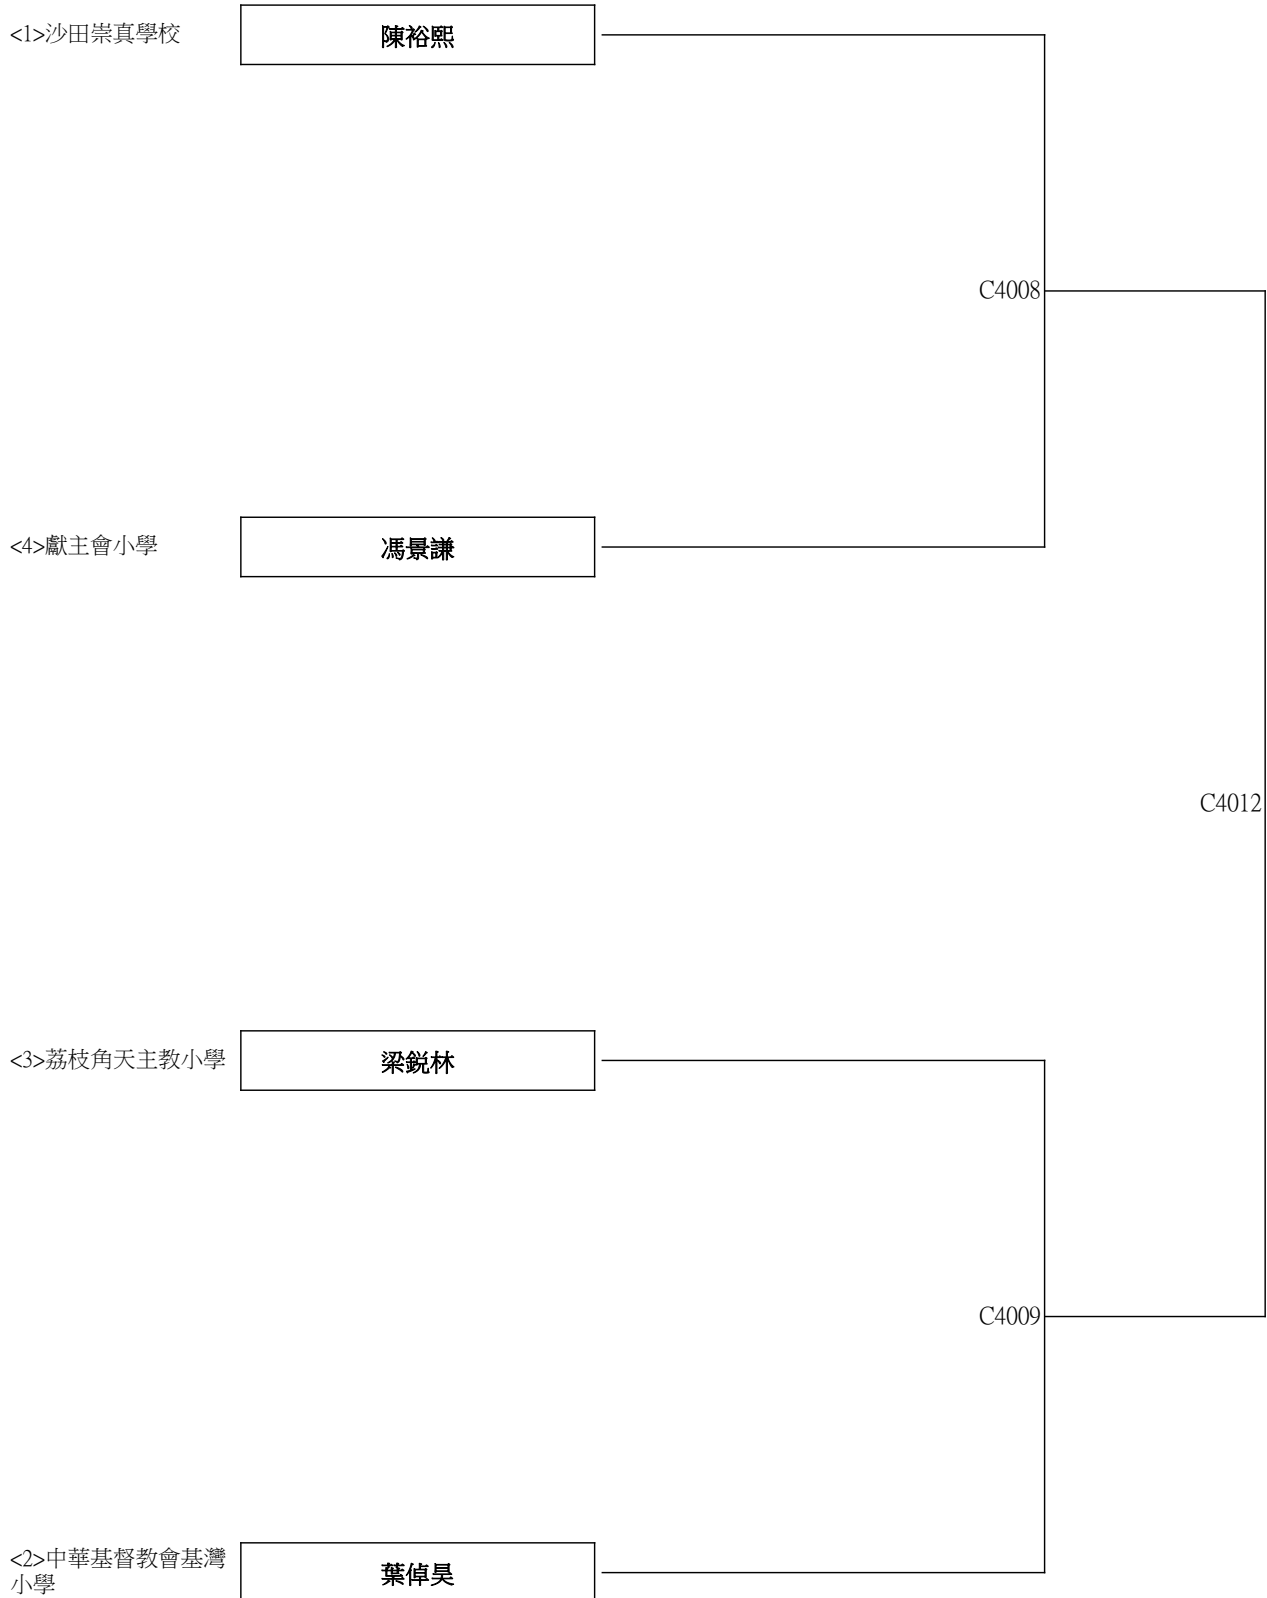 <1>沙田崇真學校
陳裕熙
C4008
<4>獻主會小學
馮景謙
C4012
<3>荔枝角天主教小學
梁鋭林
C4009
<2>中華基督教會基灣
小學
葉倬昊